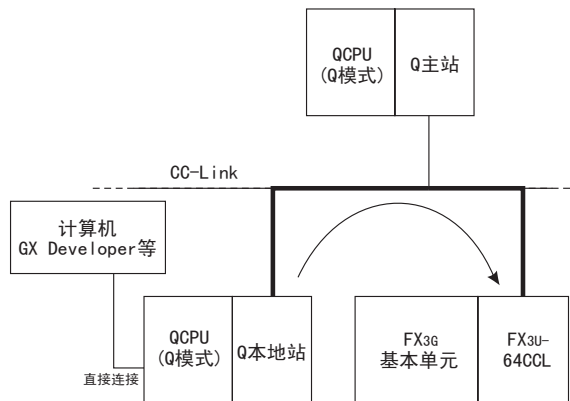 QCPU
(Q模式)
Q主站
CC-Link
计算机
GX Developer等
QCPU
(Q模式)
Q本地站
FX3G
基本单元
FX3U-
64CCL
直接连接